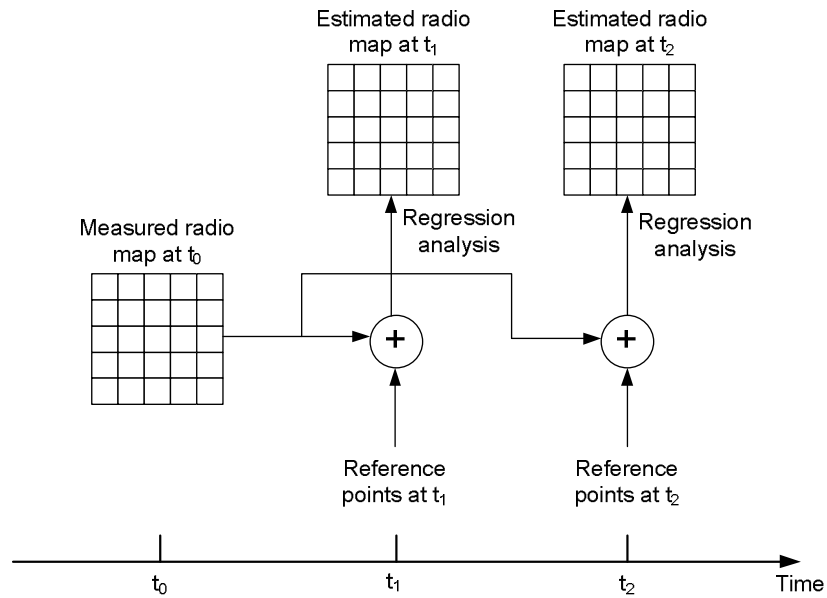 Estimated radio
map at t1
Estimated radio
map at t2
Regression
analysis
Regression
analysis
Measured radio
map at t0
+
+
Reference
points at t1
Reference
points at t2
t0
t1
t2
Time